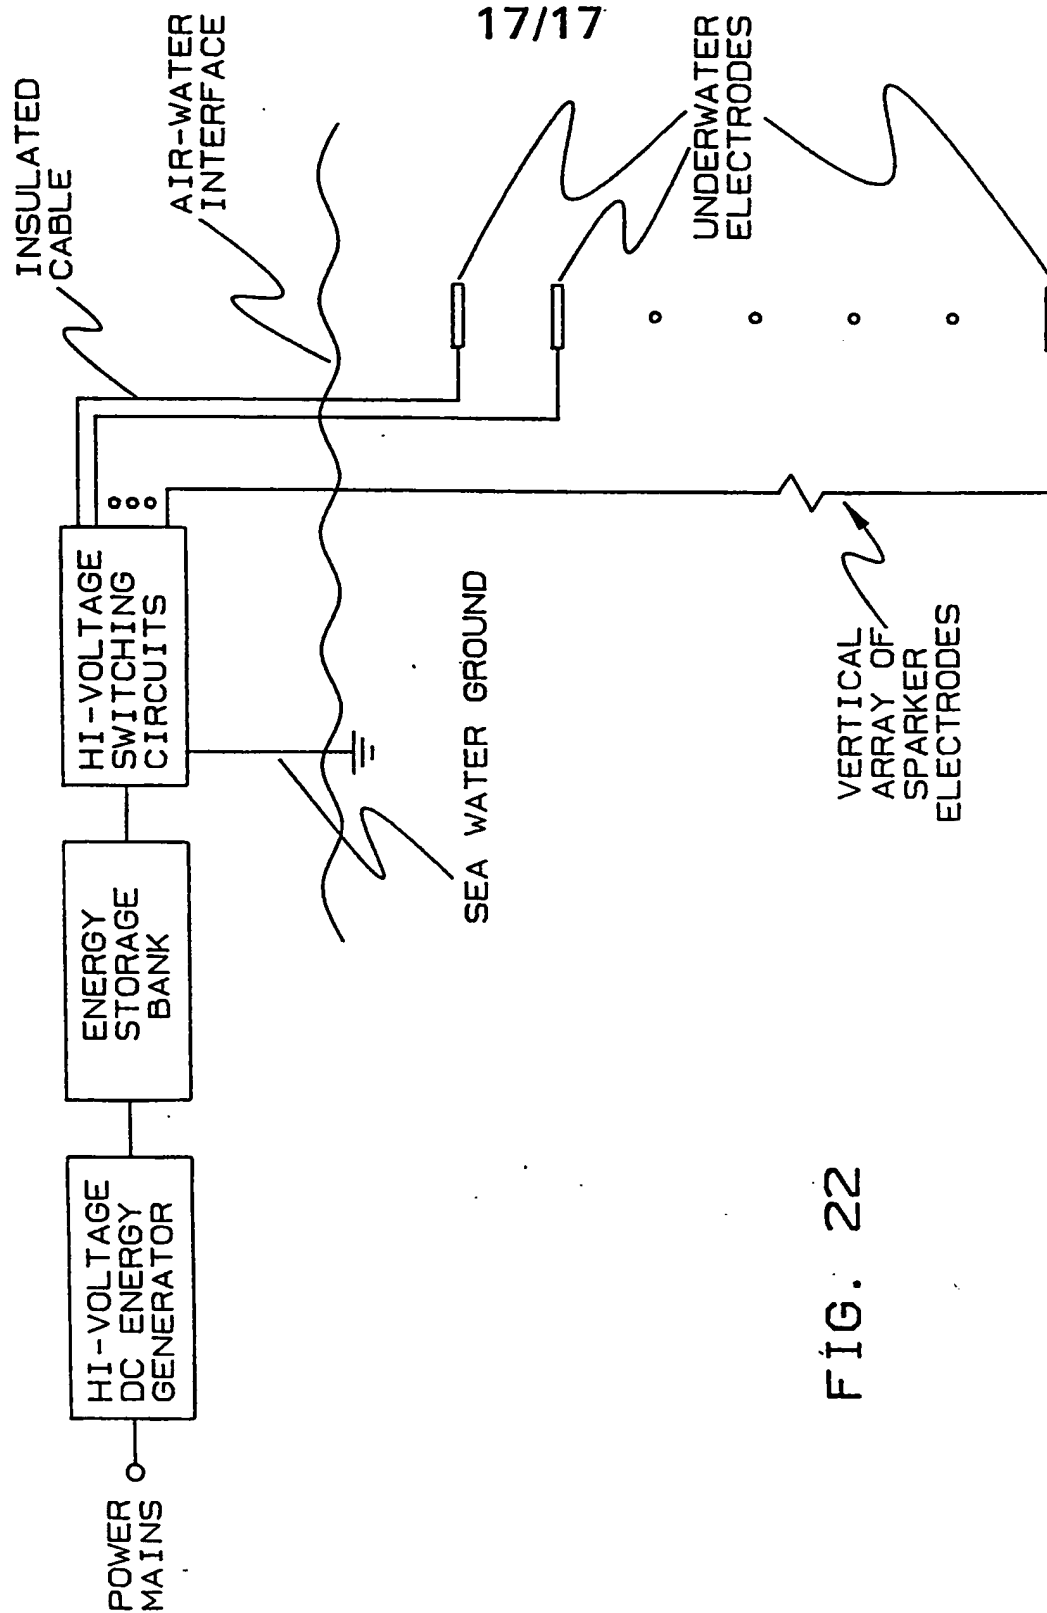 17/17
POWER
MAINS
HI-VOLTAGE
DC ENERGY
GENERATOR
ENERGY
STORAGE
BANK
HI-VOLTAGE
SWITCHING
CIRCUITS
INSULATED
CABLE
AIR-WATER
INTERFACE
SEA WATER GROUND
UNDERWATER
ELECTRODES
VERTICAL
ARRAY OF
SPARKER
ELECTRODES
FIG. 22